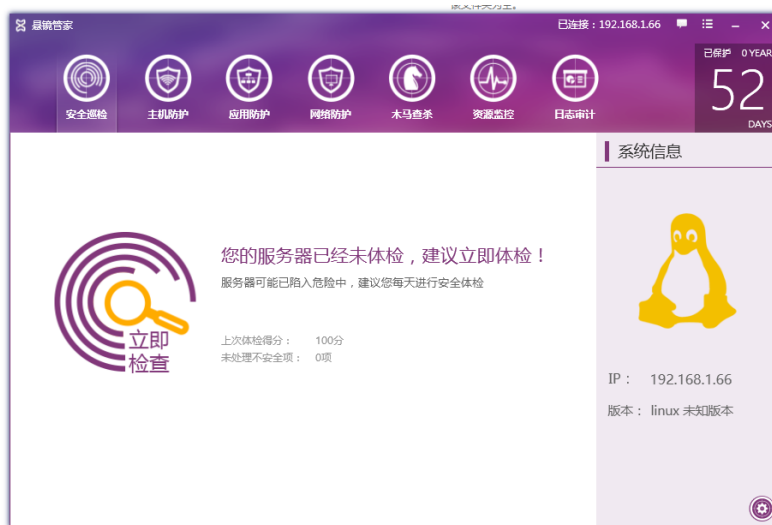 悬镜管家
已连接：192.168.1.66
已保护 0 YEAR
52
DAYS
安全巡检
主机防护
应用防护
网络防护
木马查杀
资源监控
日志审计
系统信息
您的服务器已经未体检，建议立即体检！
服务器可能已陷入危险中，建议您每天进行安全体检
立即
检查
上次体检得分： 100分
未处理不安全项： 0项
IP： 192.168.1.66
版本： linux 未知版本